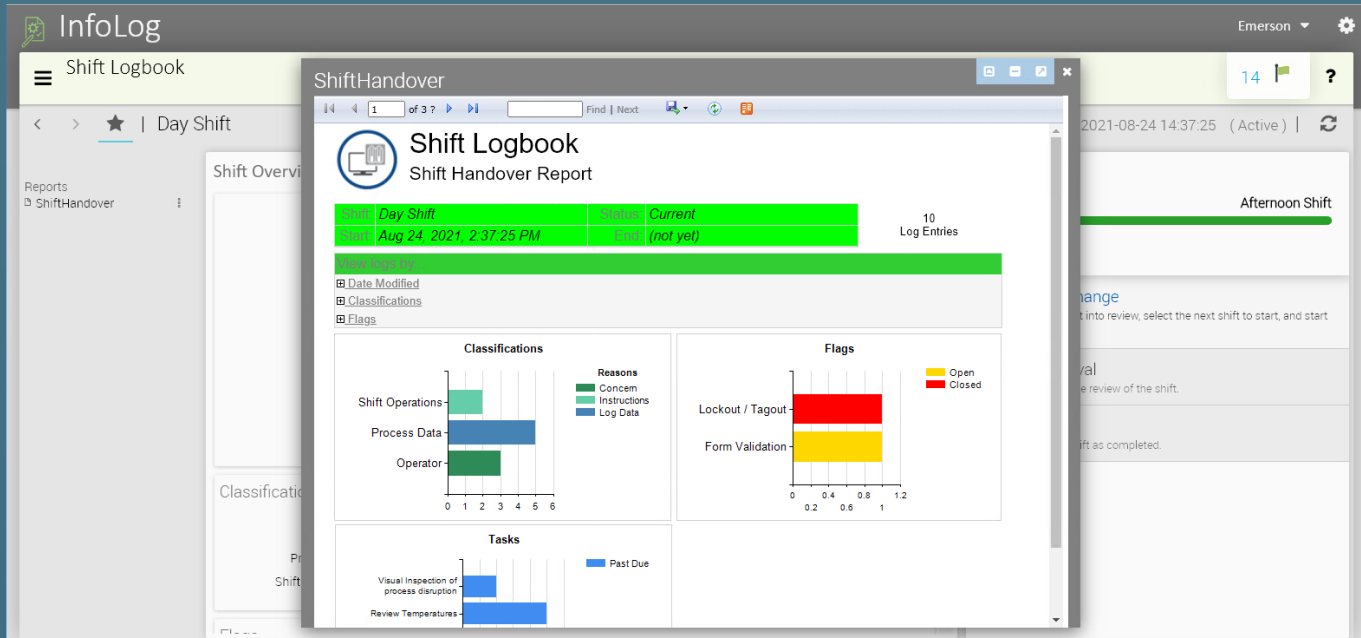 InfoLog
Emerson
Shift Logbook
14
?
Day Shift
2021-08-24 14:37:25 ( Active ) |
Reports
ShiftHandover
Shift Overvi
Classificatio
Pr
Shift
ShiftHandover
1 of 3 ? Find | Next
Shift Logbook
Shift Handover Report
Shift: Day Shift Status: Current
Start: Aug 24, 2021, 2:37:25 PM End: (not yet)
10
Log Entries
View logs by...
Date Modified
Classifications
Flags
Classifications
Reasons
Concern
Instructions
Log Data
Shift Operations
Process Data
Operator
0 1 2 3 4 5 6
Flags
Open
Closed
Lockout / Tagout
Form Validation
0 0.4 0.8 1.2
0.2 0.6 1
Tasks
Past Due
Visual Inspection of
process disruption
Review Temperatures
Afternoon Shift
hange
t into review, select the next shift to start, and start
val
e review of the shift.
ift as completed.